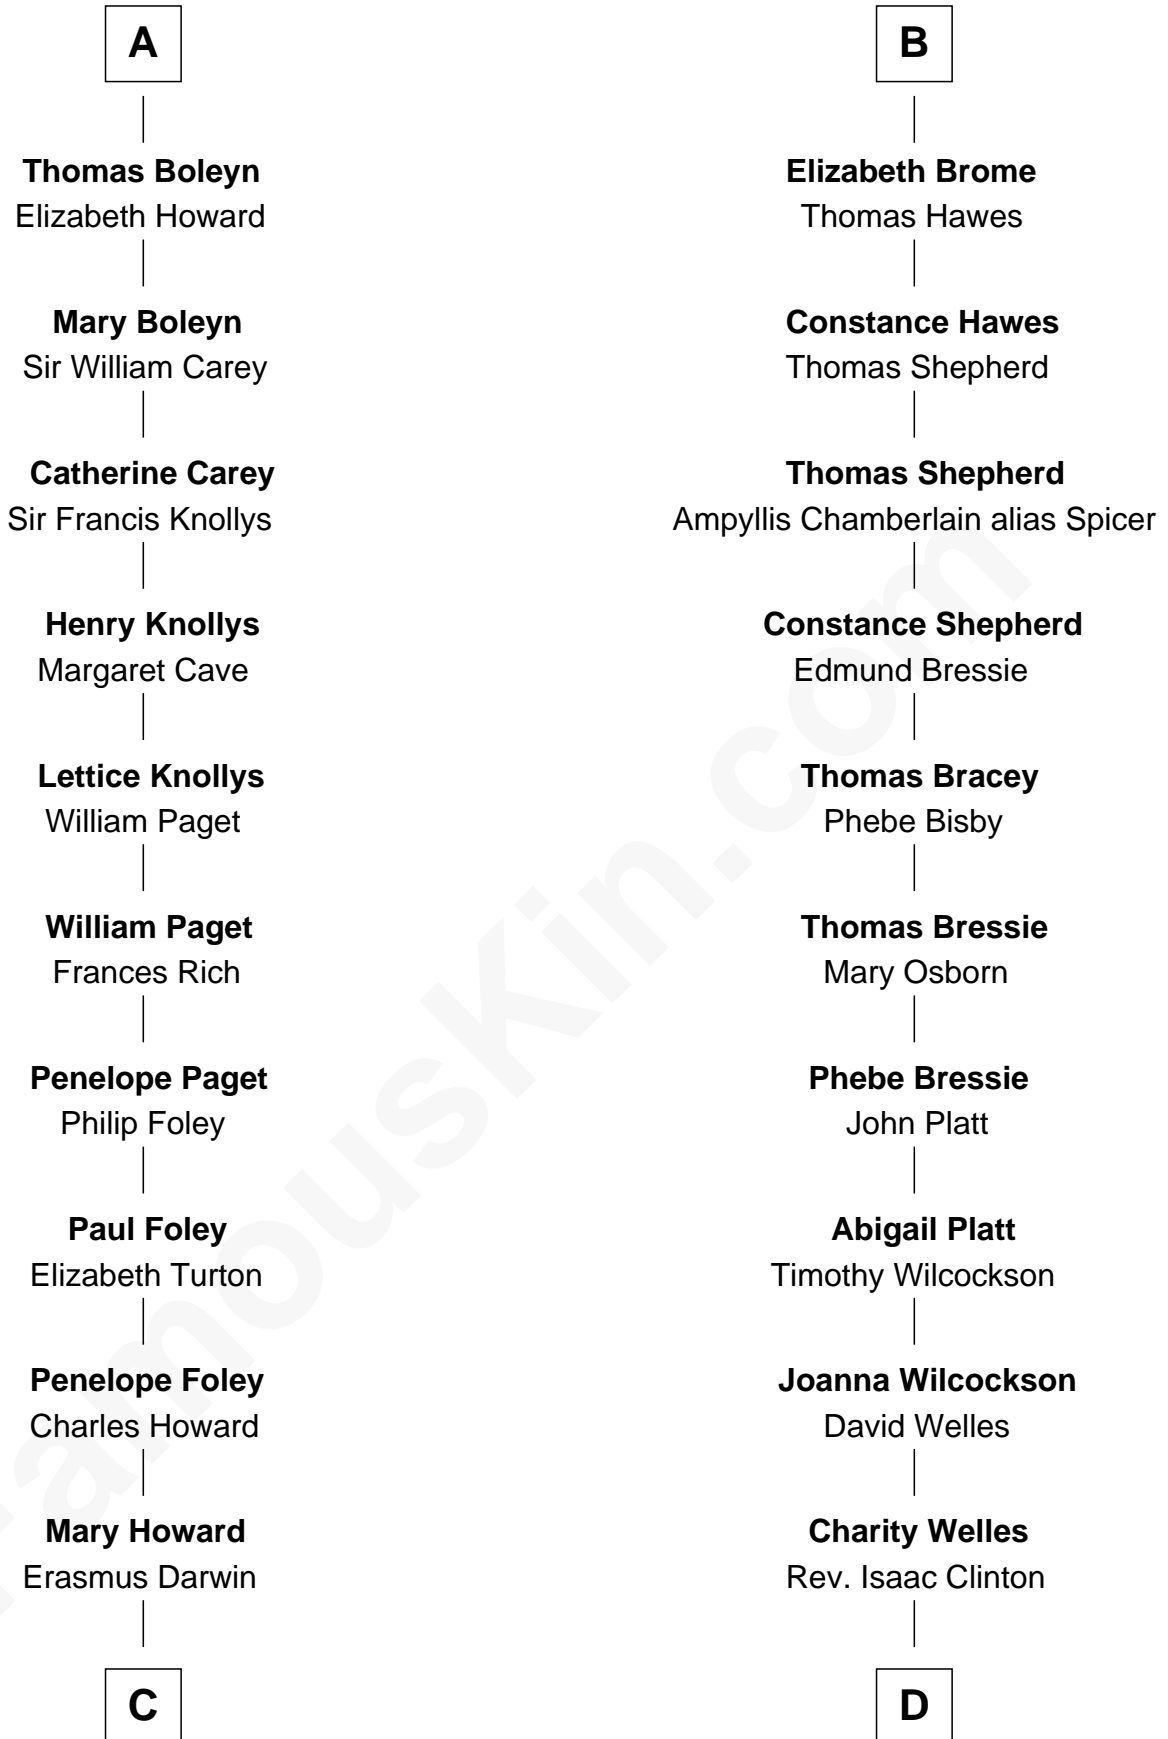 A
Thomas Boleyn
Elizabeth Howard
Mary Boleyn
Sir William Carey
Catherine Carey
Sir Francis Knollys
Henry Knollys
Margaret Cave
Lettice Knollys
William Paget
William Paget
Frances Rich
Penelope Paget
Philip Foley
Paul Foley
Elizabeth Turton
Penelope Foley
Charles Howard
Mary Howard
Erasmus Darwin
C
B
Elizabeth Brome
Thomas Hawes
Constance Hawes
Thomas Shepherd
Thomas Shepherd
Ampyllis Chamberlain alias Spicer
Constance Shepherd
Edmund Bressie
Thomas Bracey
Phebe Bisby
Thomas Bressie
Mary Osborn
Phebe Bressie
John Platt
Abigail Platt
Timothy Wilcockson
Joanna Wilcockson
David Welles
Charity Welles
Rev. Isaac Clinton
D
FamousKin.com